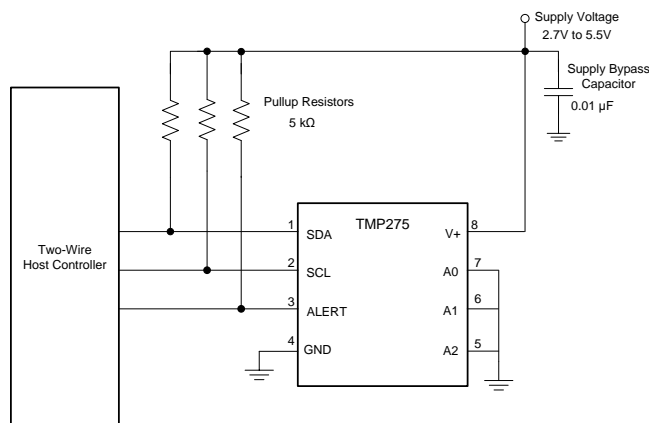 Supply Voltage
2.7V to 5.5V
Supply Bypass
Capacitor
0.01 µF
Pullup Resistors
5 kΩ
Two-Wire
Host Controller
TMP275
1
SDA
2
SCL
3
ALERT
4
GND
8
V+
7
A0
6
A1
5
A2